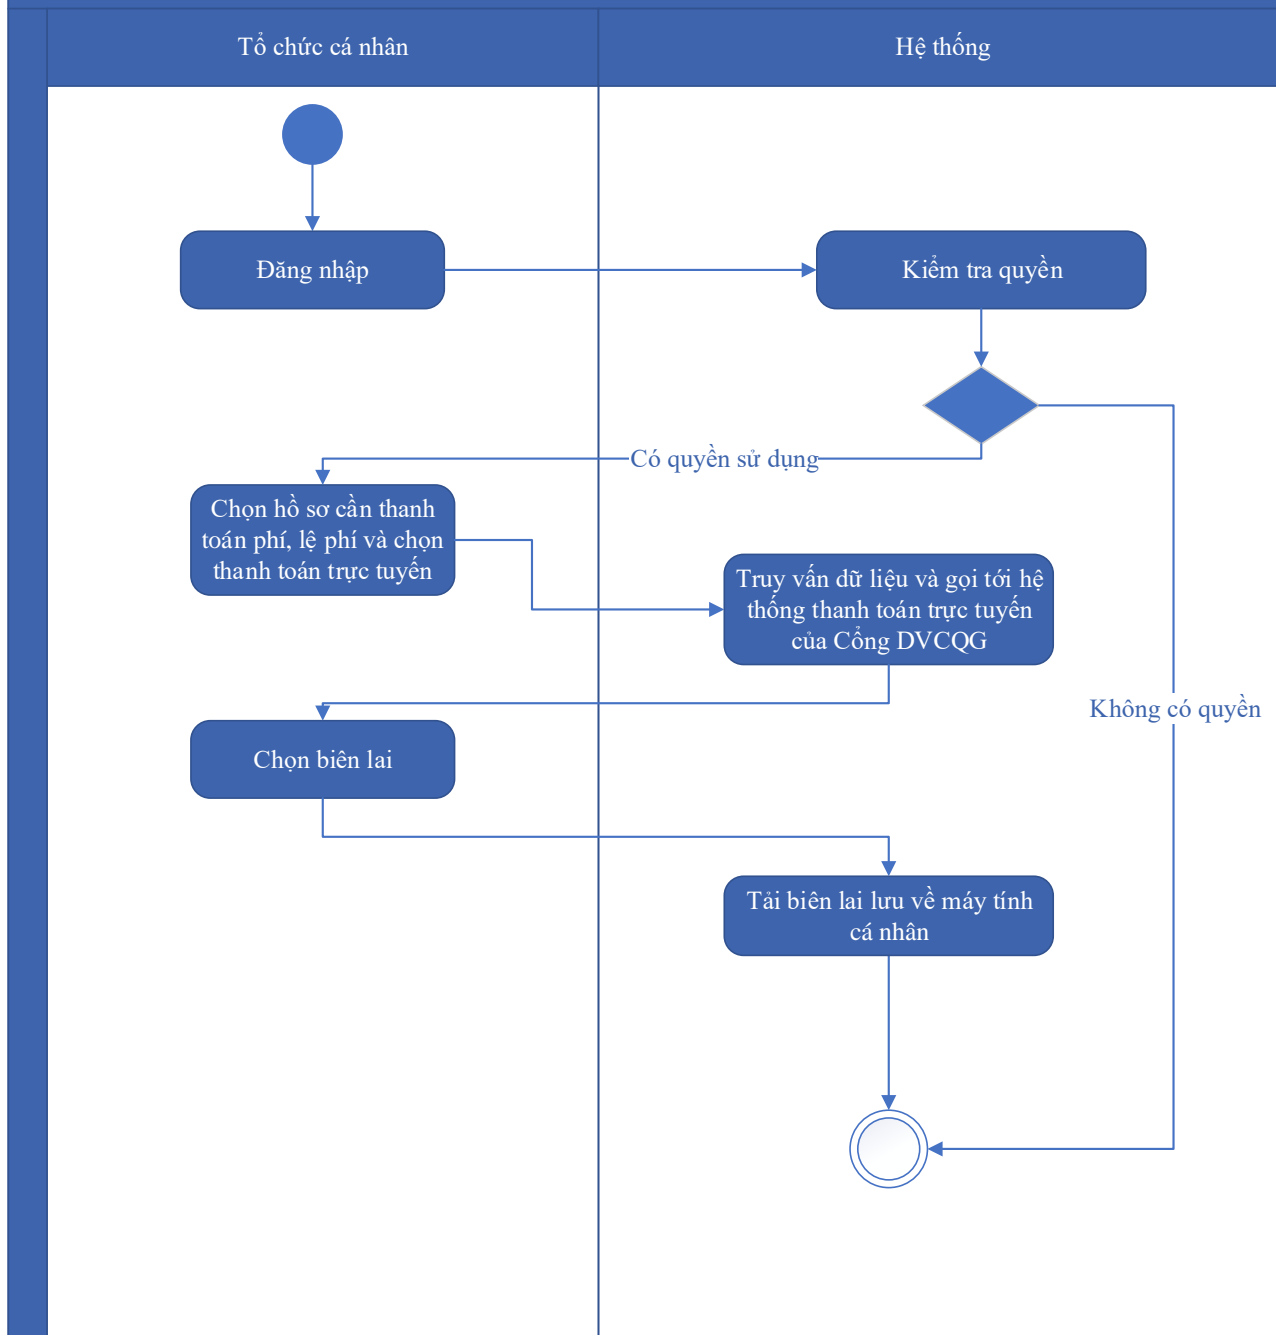 Tổ chức cá nhân
Hệ thống
Đăng nhập
Kiểm tra quyền
Có quyền sử dụng
Chọn hồ sơ cần thanh
toán phí, lệ phí và chọn
thanh toán trực tuyến
Truy vấn dữ liệu và gọi tới hệ
thống thanh toán trực tuyến
của Cổng DVCQG
Không có quyền
Chọn biên lai
Tải biên lai lưu về máy tính
cá nhân